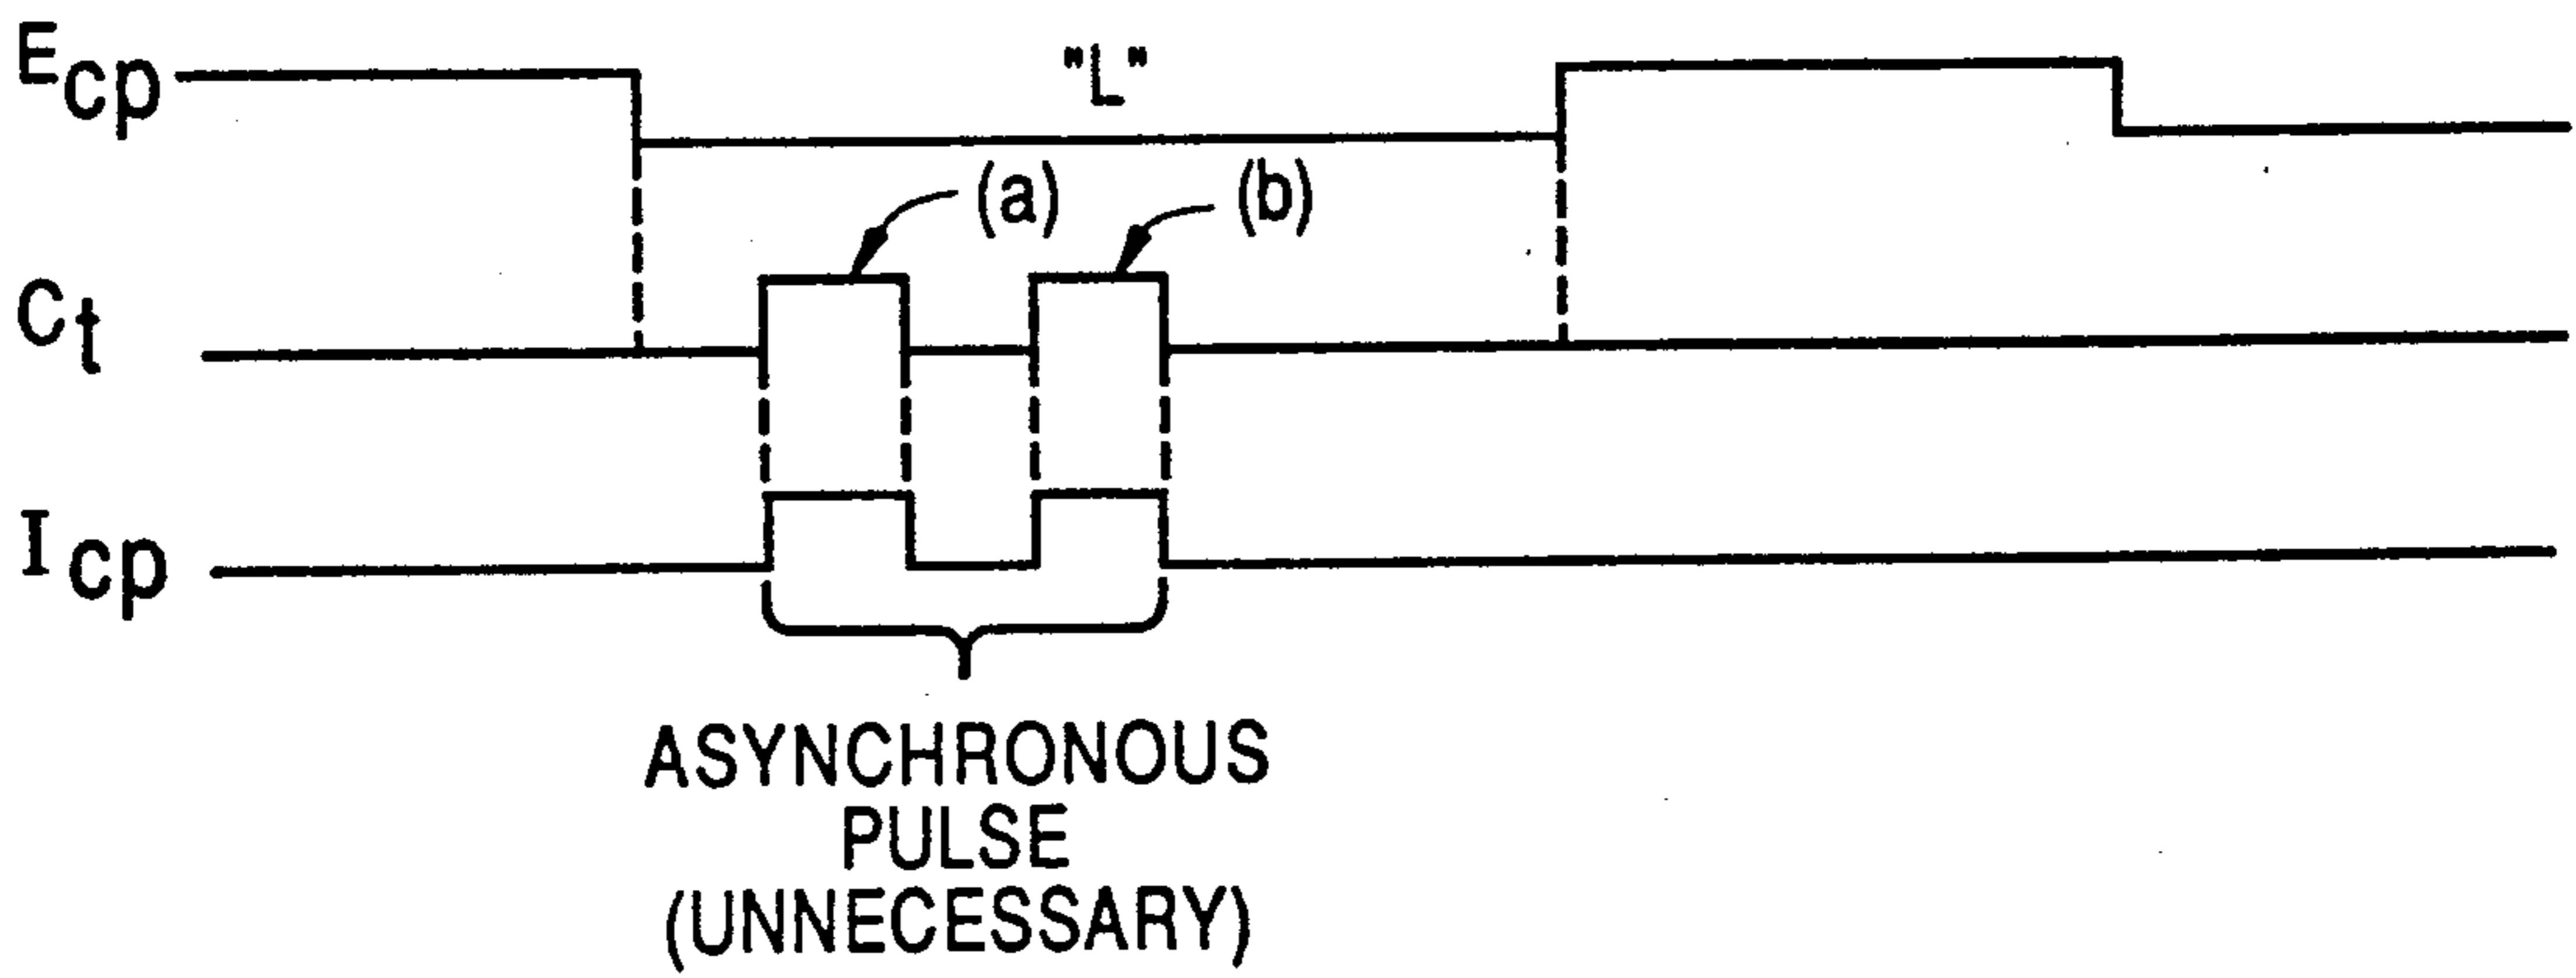 Ecp
"L"
(a)
(b)
Ct
Icp
ASYNCHRONOUS
PULSE
(UNNECESSARY)